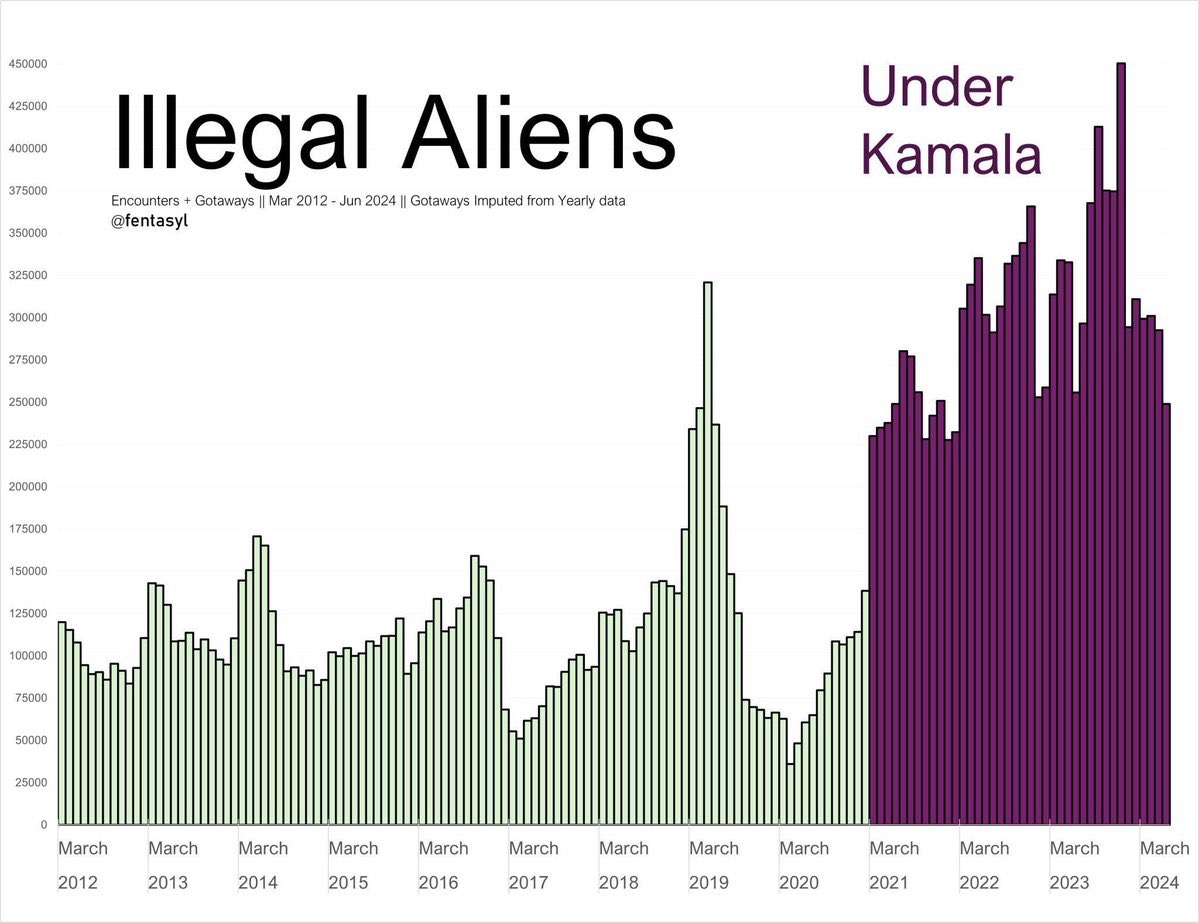 Illegal Aliens
Encounters + Gotaways || Mar 2012 - Jun 2024 || Gotaways Imputed from Yearly data
@fentasyl
Under
Kamala
450000
425000
400000
375000
350000
325000
300000
275000
250000
225000
200000
175000
150000
125000
100000
75000
50000
25000
0
March March March March March March March March March March March March March
2012 2013 2014 2015 2016 2017 2018 2019 2020 2021 2022 2023 2024